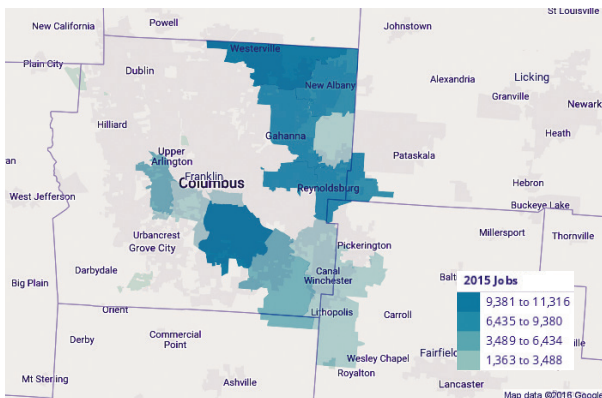 St Louisville
New California
Powell
Johnstown
Westerville
Plain City
Dublin
New Albany
Alexandria
Licking
Granville
Newark
Hilliard
Gahanna
Heath
Upper
Arlington
Pataskala
Franklin
Columbus
Reynoldsburg
Hebron
West Jefferson
Buckeye Lake
Urbancrest
Grove City
Pickerington
Millersport
Thornville
Darbydale
Canal
Winchester
Big Plain
Orient
Lithopolis
Carroll
Derby
Commercial
Point
Wesley Chapel
Royalton
Mt Sterling
Ashville
Lancaster
2015 Jobs
9,381 to 11,316
6,435 to 9,380
3,489 to 6,434
1,363 to 3,488
Map data ©2016 Google